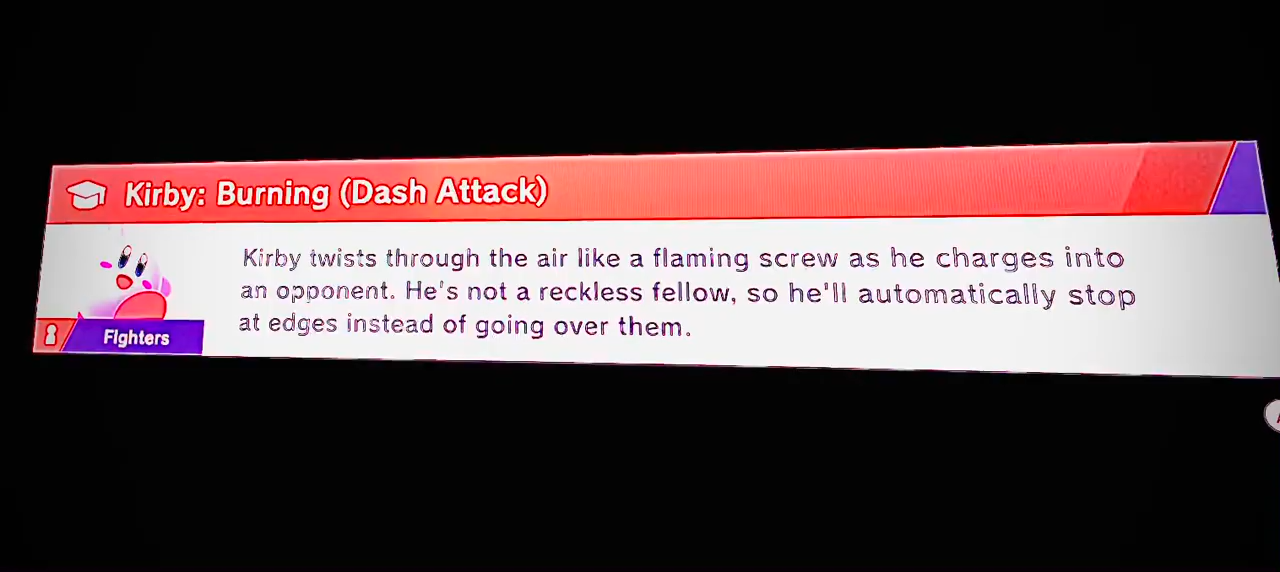 Kirby: Burning (Dash Attack)
Kirby twists through the air like a flaming screw as he charges into
an opponent. He's not a reckless fellow, so he'll automatically stop
at edges instead of going over them.
Fighters